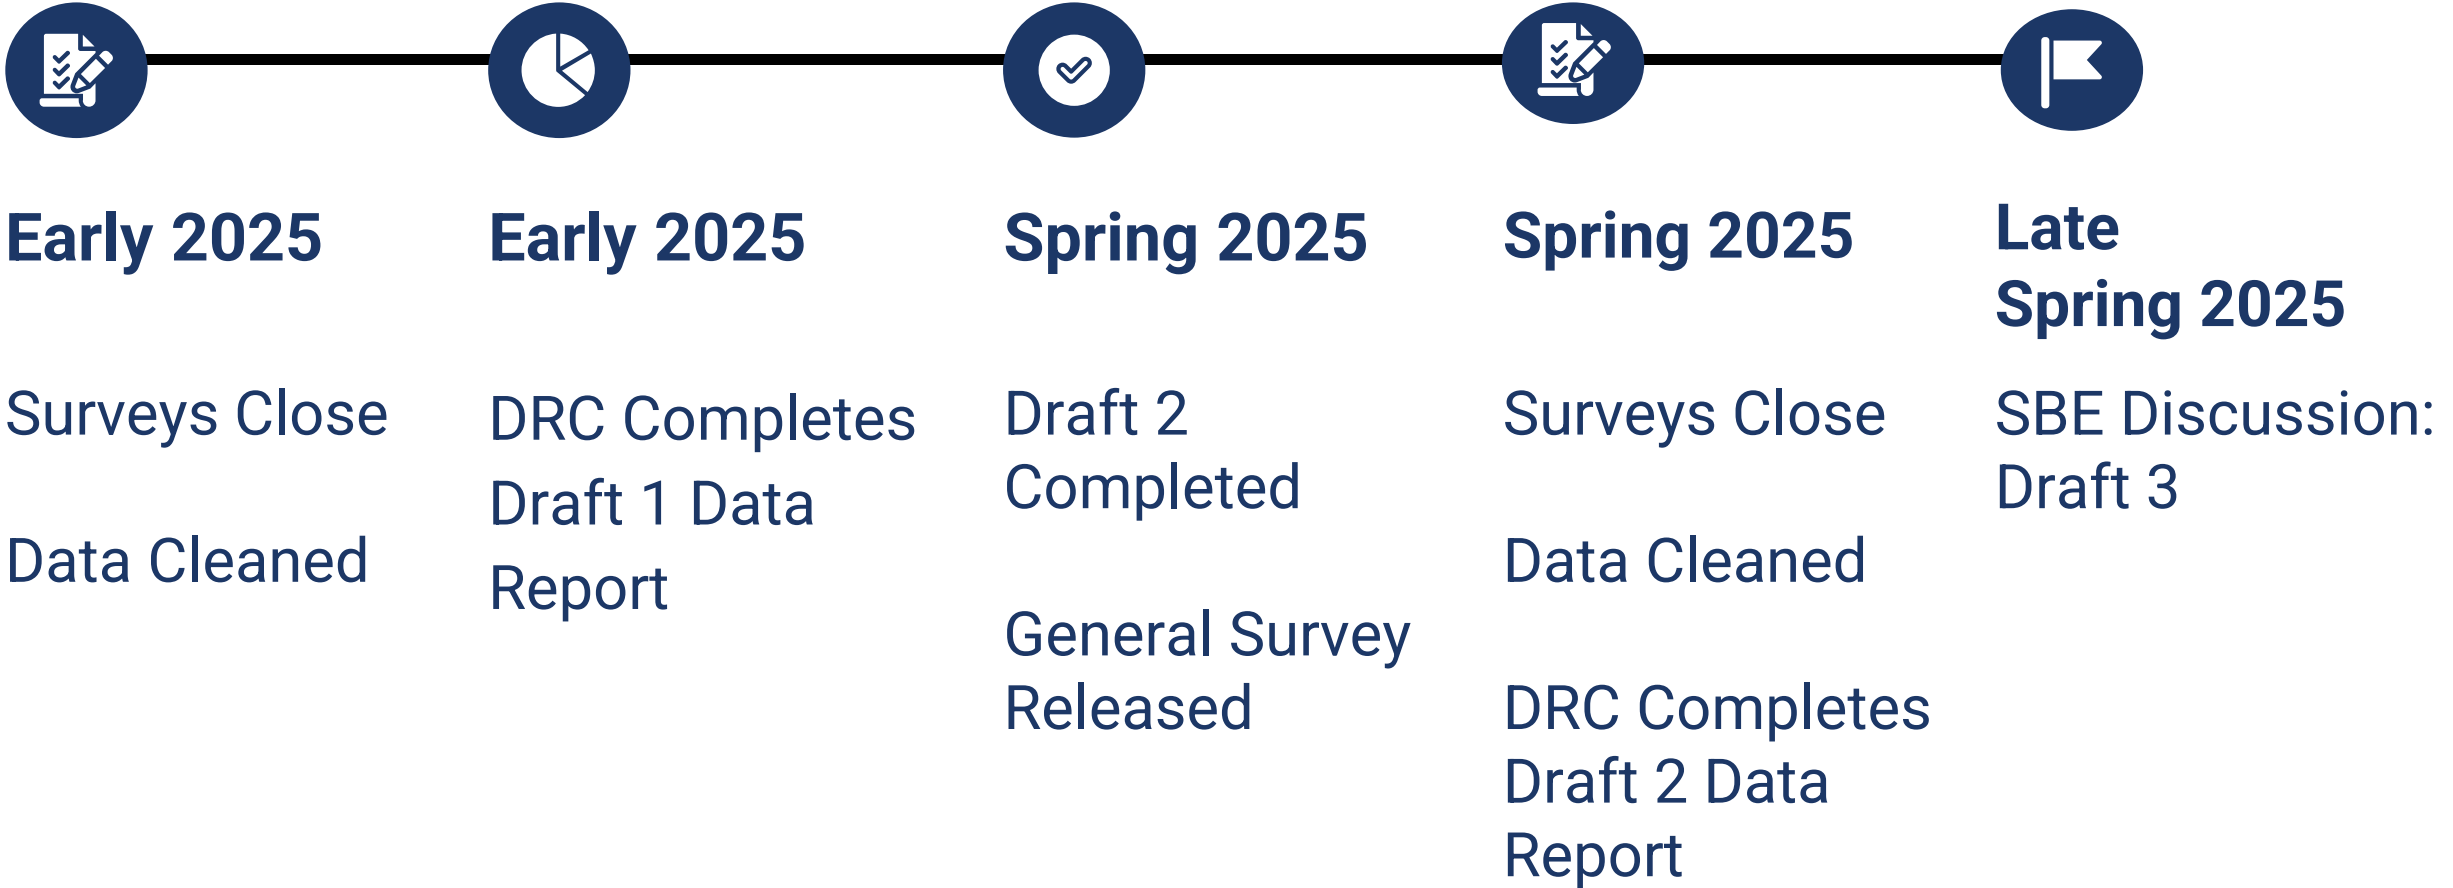 Early 2025
Surveys Close
Data Cleaned
Early 2025
DRC Completes
Draft 1 Data
Report
Spring 2025
Draft 2
Completed
General Survey
Released
Spring 2025
Surveys Close
Data Cleaned
DRC Completes
Draft 2 Data
Report
Late
Spring 2025
SBE Discussion:
Draft 3